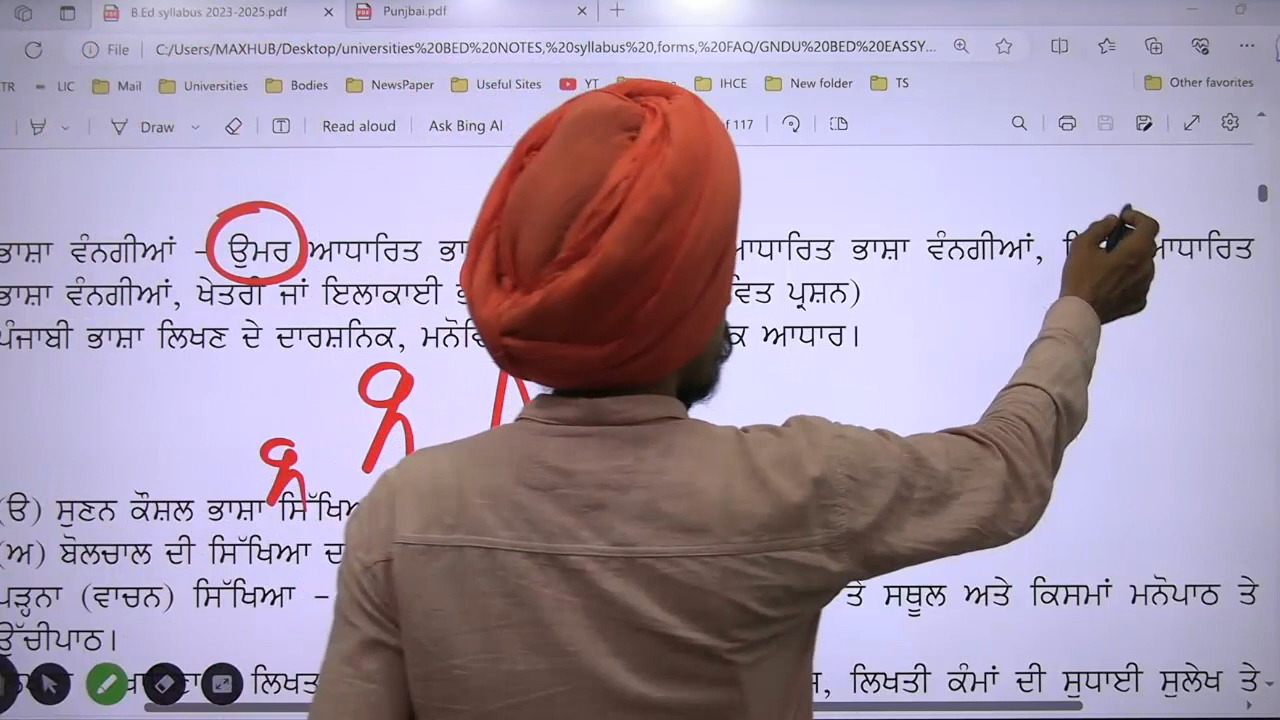 B.Ed syllabus 2023-2025.pdf
Punjbai.pdf
File C:/Users/MAXHUB/Desktop/universities%20BED%20NOTES,%20syllabus%20,forms,%20FAQ/GNDU%20BED%20EASSY...
TR LIC Mail Universities Bodies NewsPaper Useful Sites YT IHCE New folder TS Other favorites
Draw Read aloud Ask Bing AI of 117
ਭਾਸ਼ਾ ਵੰਨਗੀਆਂ - ਉਮਰ ਆਧਾਰਿਤ ਆਧਾਰਿਤ ਭਾਸ਼ਾ ਵੰਨਗੀਆਂ, ਆਧਾਰਿਤ
ਭਾਸ਼ਾ ਵੰਨਗੀਆਂ, ਖੇਤਰੀ ਜਾਂ ਇਲਾਕਾਈ ਪ੍ਰਸ਼ਨ)
ਪੰਜਾਬੀ ਭਾਸ਼ਾ ਲਿਖਣ ਦੇ ਦਾਰਸ਼ਨਿਕ, ਆਧਾਰ।
(ੳ) ਸੁਣਨ ਕੌਸ਼ਲ ਭਾਸ਼ਾ
(ਅ) ਬੋਲਚਾਲ ਦੀ ਸਿੱਖਿਆ
ਪੜ੍ਹਨਾ (ਵਾਚਨ) ਸਿੱਖਿਆ - ਤੇ ਸਥੂਲ ਅਤੇ ਕਿਸਮਾਂ ਮਨੋਪਾਠ ਤੇ
ਉੱਚੀਪਾਠ।
ਲਿਖਤੀ ਕੰਮਾਂ ਦੀ ਸੁਧਾਈ ਸੁਲੇਖ ਤੇ